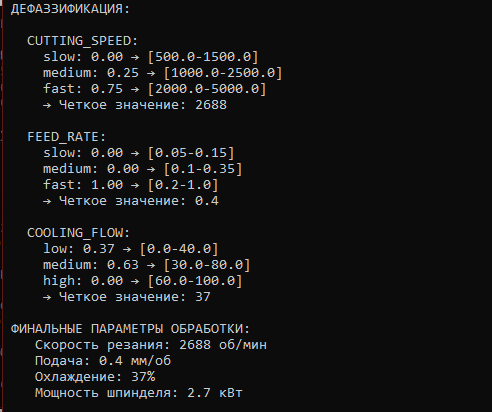 ДЕФАЗЗИФИКАЦИЯ:
CUTTING_SPEED:
slow: 0.00 → [500.0-1500.0]
medium: 0.25 → [1000.0-2500.0]
fast: 0.75 → [2000.0-5000.0]
→ Четкое значение: 2688
FEED_RATE:
slow: 0.00 → [0.05-0.15]
medium: 0.00 → [0.1-0.35]
fast: 1.00 → [0.2-1.0]
→ Четкое значение: 0.4
COOLING_FLOW:
low: 0.37 → [0.0-40.0]
medium: 0.63 → [30.0-80.0]
high: 0.00 → [60.0-100.0]
→ Четкое значение: 37
ФИНАЛЬНЫЕ ПАРАМЕТРЫ ОБРАБОТКИ:
Скорость резания: 2688 об/мин
Подача: 0.4 мм/об
Охлаждение: 37%
Мощность шпинделя: 2.7 кВт